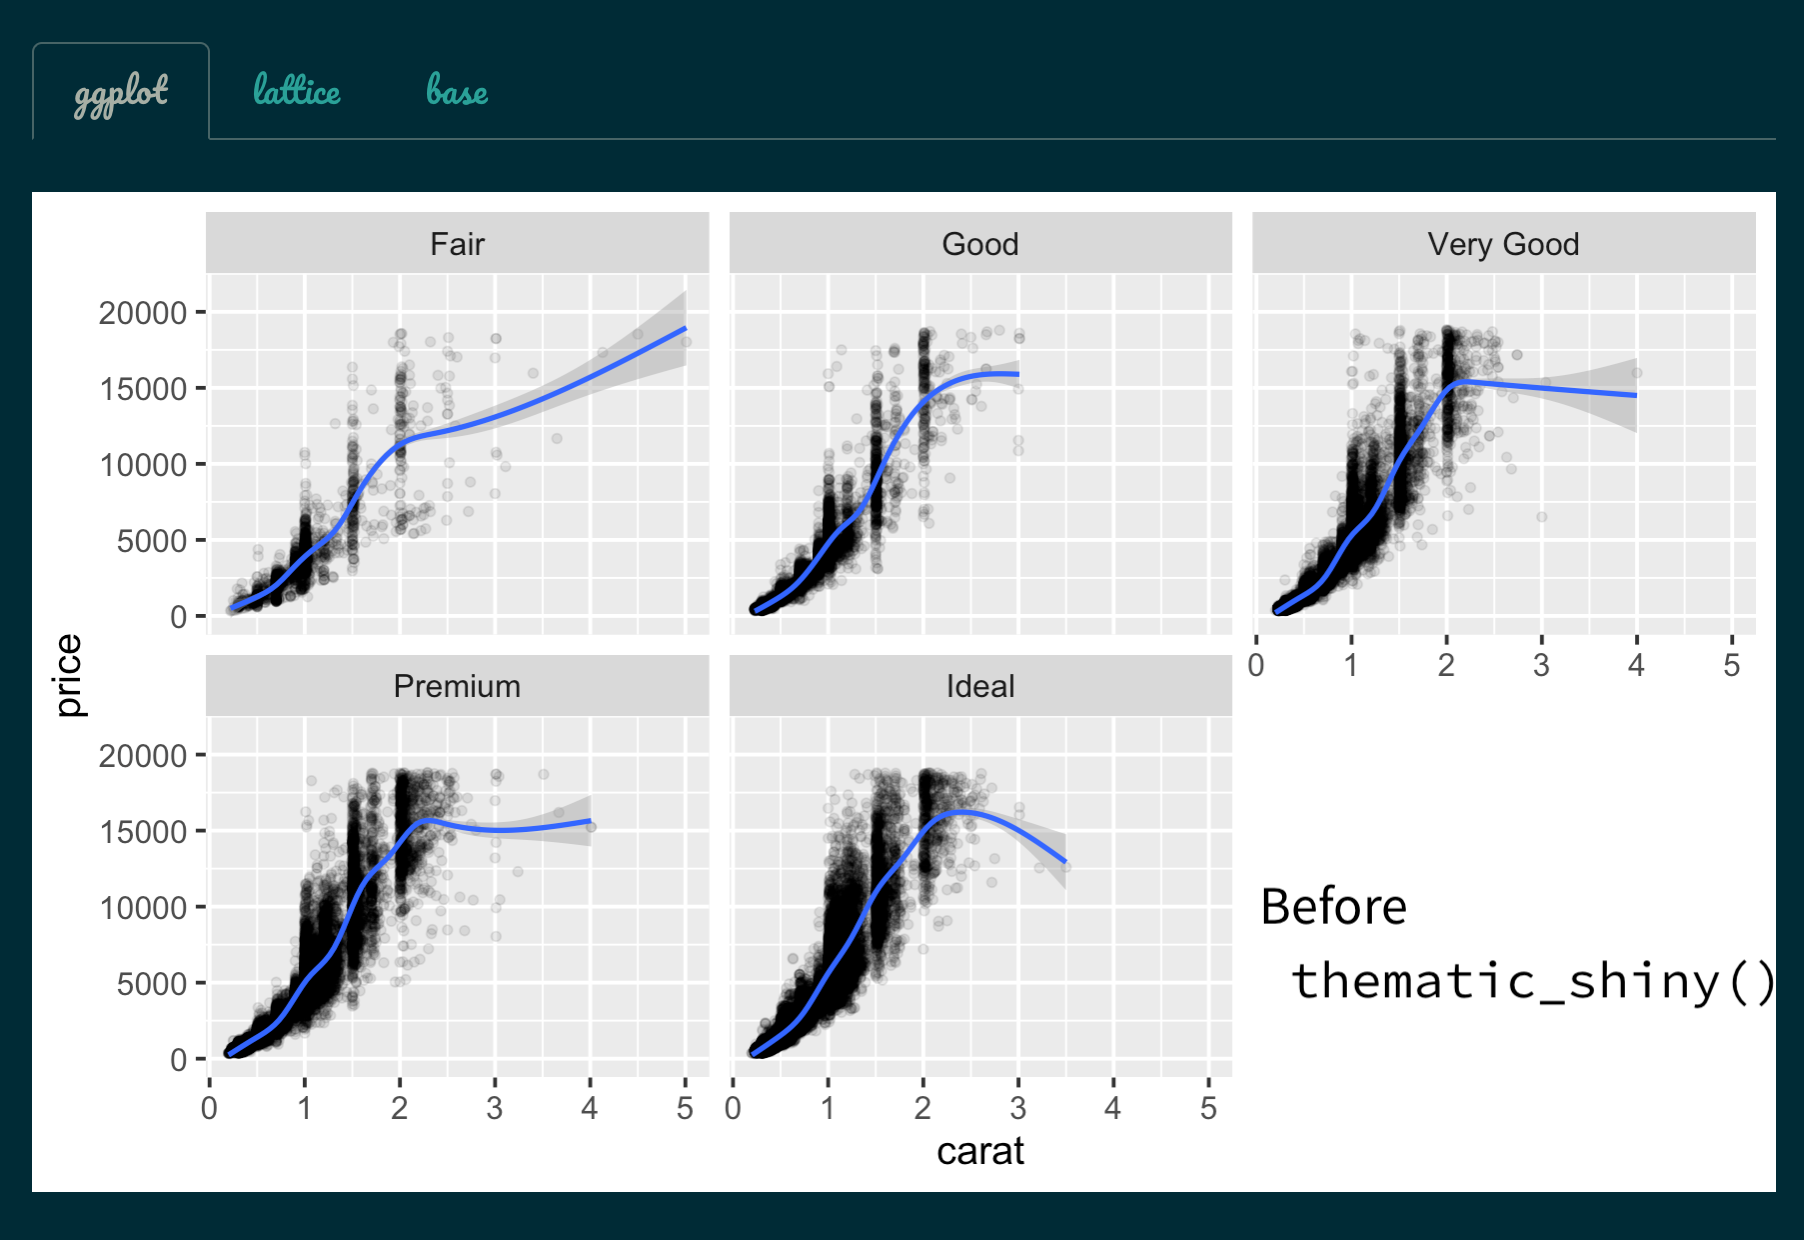 ggplot lattice base
Fair Good Very Good
20000
15000
10000
5000
0
0 1 2 3 4 5
price
Premium Ideal
20000
15000
10000
5000
0
Before
thematic_shiny()
0 1 2 3 4 5 0 1 2 3 4 5
carat